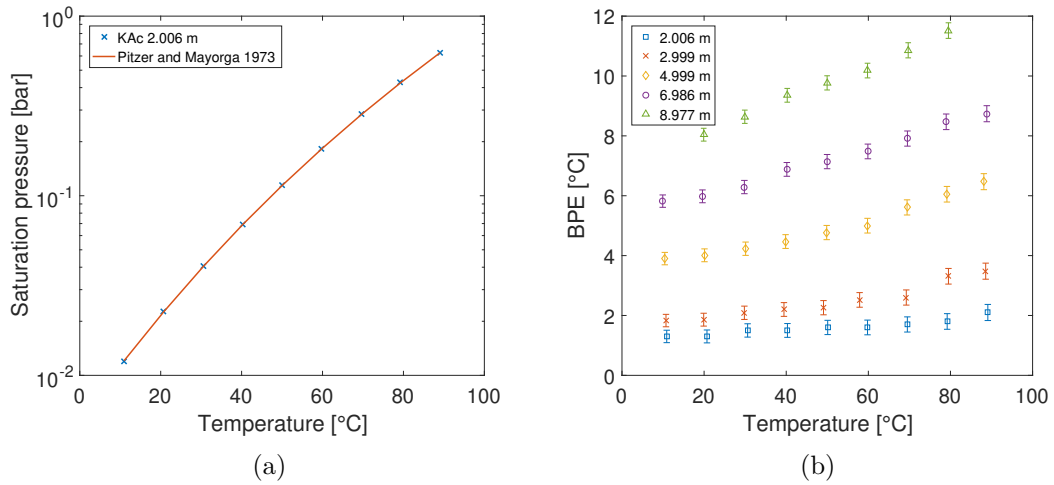 10^0
KAc 2.006 m
Pitzer and Mayorga 1973
Saturation pressure [bar]
10^-1
10^-2
0 20 40 60 80 100
Temperature [°C]
(a)
12
2.006 m
2.999 m
4.999 m
6.986 m
8.977 m
10
8
6
4
2
0
BPE [°C]
0 20 40 60 80 100
Temperature [°C]
(b)